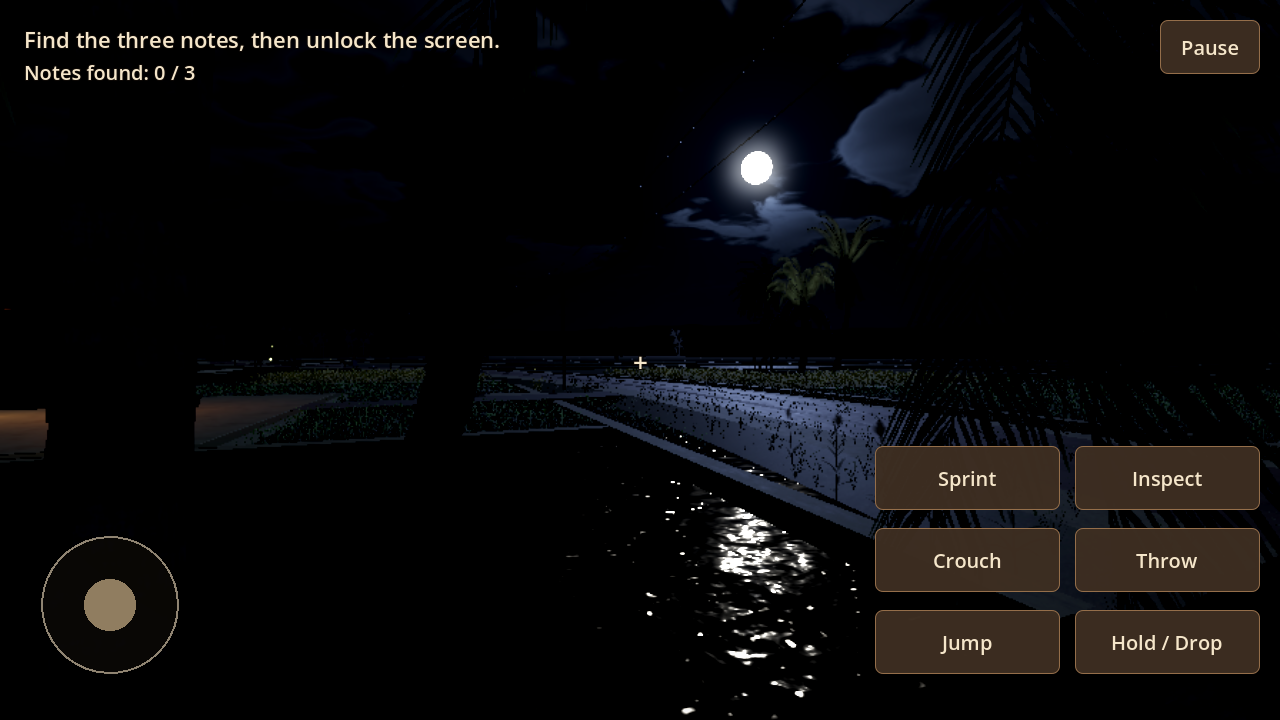 Find the three notes, then unlock the screen.
Notes found: 0 / 3
Pause
Sprint
Inspect
Crouch
Throw
Jump
Hold / Drop